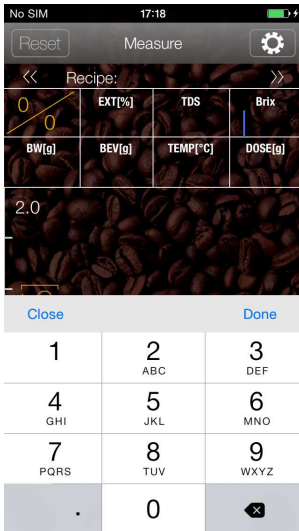 No SIM 17:18
Reset Measure
Recipe:
0/0 EXT[%] TDS Brix
BW[g] BEV[g] TEMP[°C] DOSE[g]
2.0
Close Done
1 2 3
ABC DEF
4 5 6
GHI JKL MNO
7 8 9
PQRS TUV WXYZ
. 0